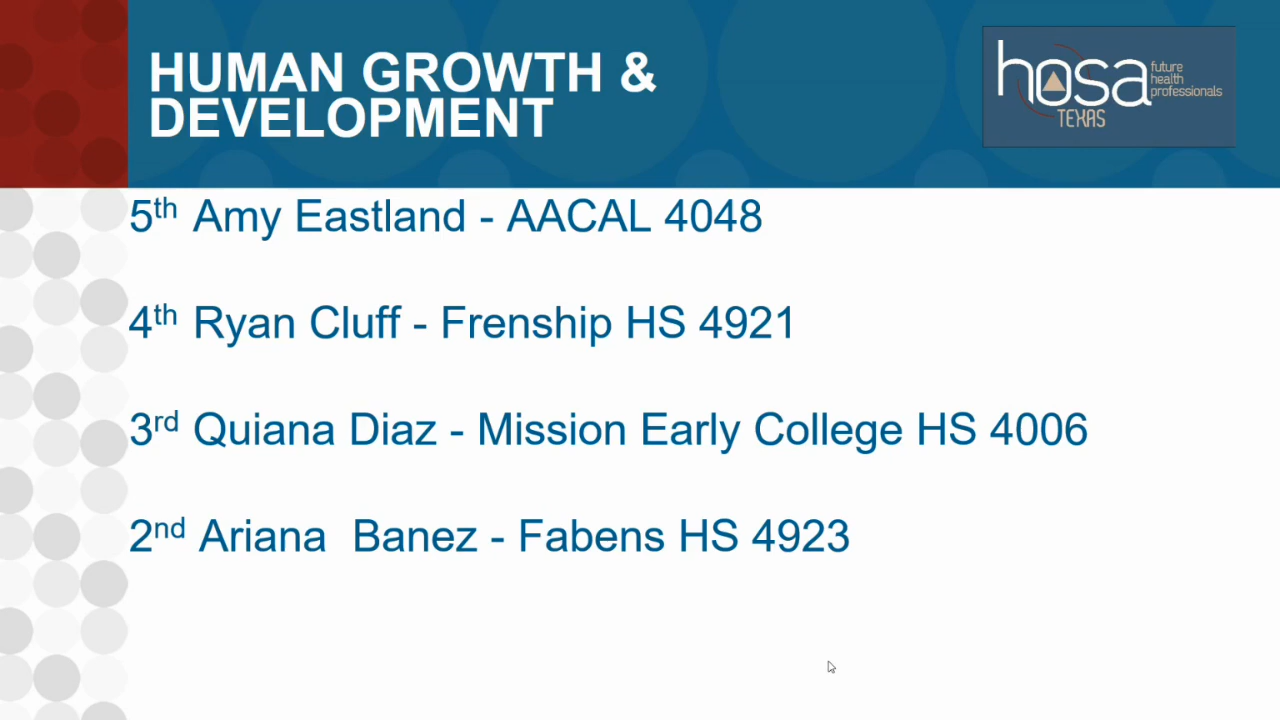 HUMAN GROWTH &
DEVELOPMENT
hosa
future
health
professionals
TEXAS
5th Amy Eastland - AACAL 4048
4th Ryan Cluff - Frenship HS 4921
3rd Quiana Diaz - Mission Early College HS 4006
2nd Ariana  Banez - Fabens HS 4923